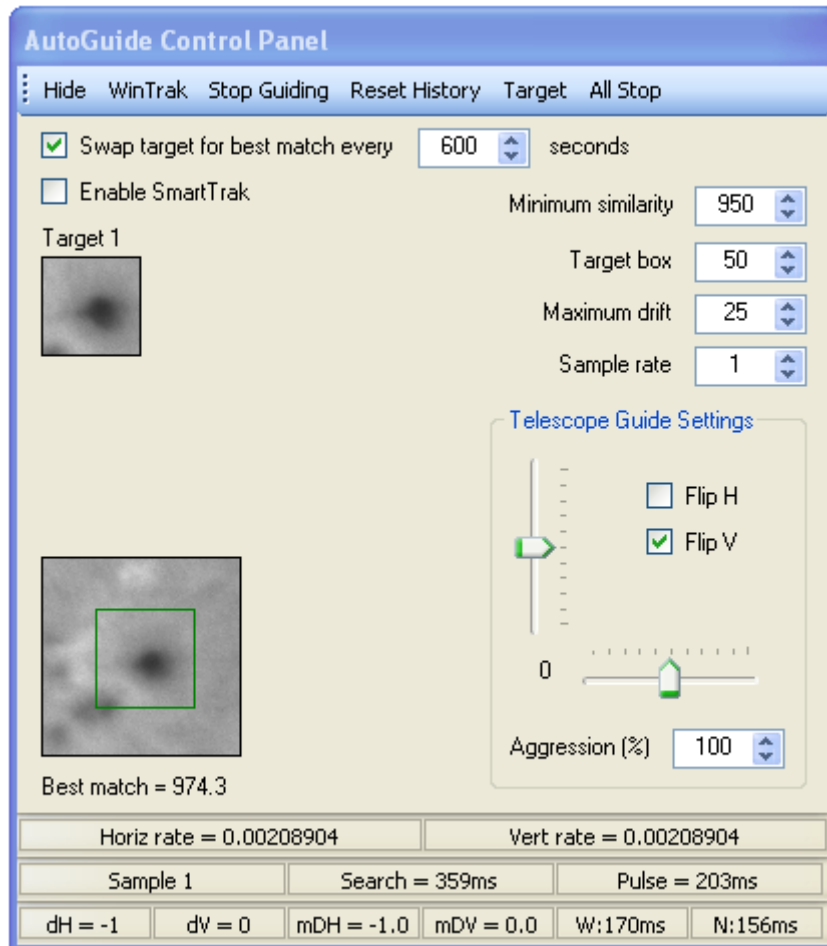 AutoGuide Control Panel
Hide WinTrak Stop Guiding Reset History Target All Stop
Swap target for best match every 600 seconds
Enable SmartTrak
Minimum similarity 950
Target 1
Target box 50
Maximum drift 25
Sample rate 1
Telescope Guide Settings
Flip H
Flip V
0
Aggression (%) 100
Best match = 974.3
Horiz rate = 0.00208904 Vert rate = 0.00208904
Sample 1 Search = 359ms Pulse = 203ms
dH = -1 dV = 0 mDH = -1.0 mDV = 0.0 W:170ms N:156ms